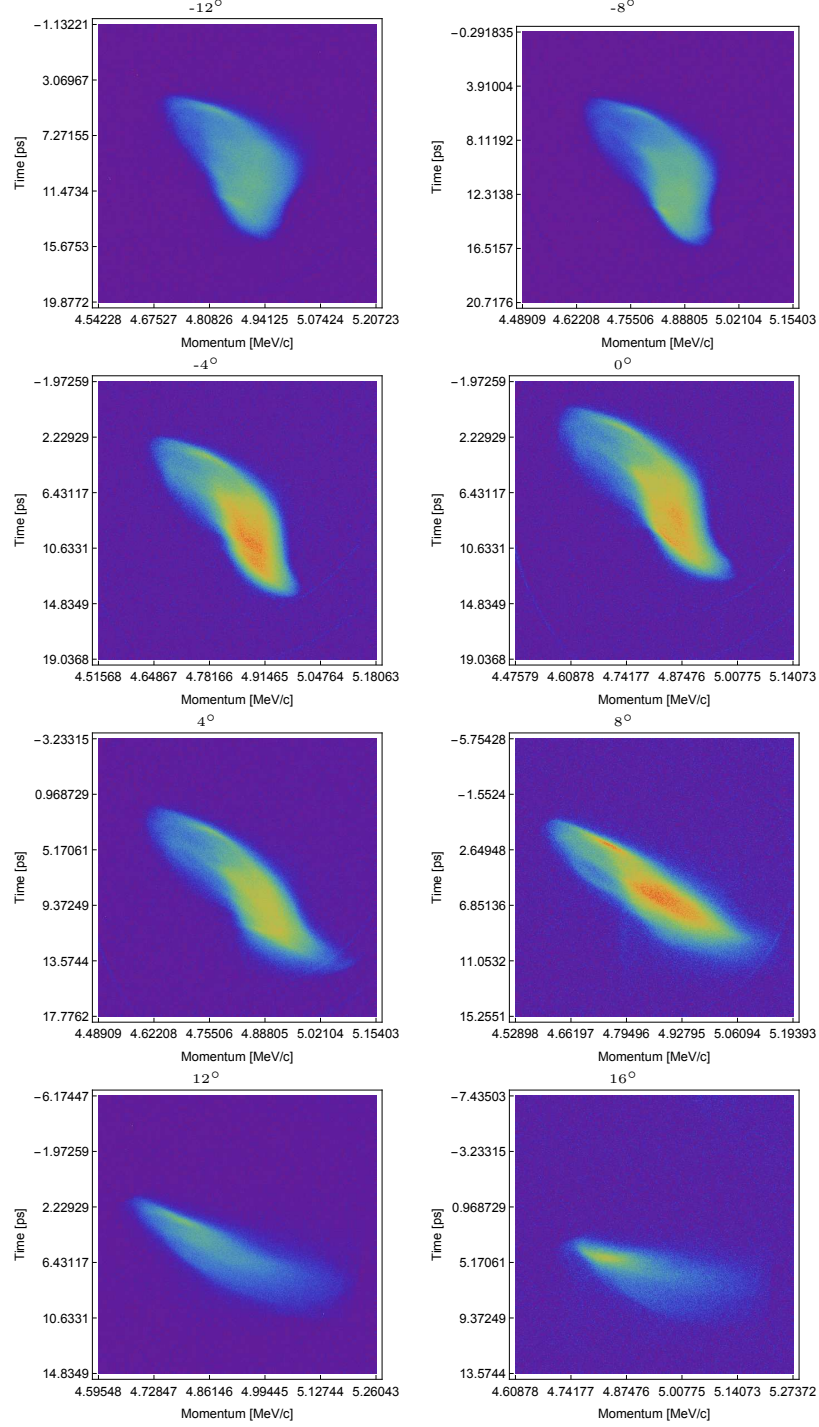 -12°
−1.13221
3.06967
7.27155
11.4734
15.6753
19.8772
Time [ps]
4.54228 4.67527 4.80826 4.94125 5.07424 5.20723
Momentum [MeV/c]
-8°
−0.291835
3.91004
8.11192
12.3138
16.5157
20.7176
Time [ps]
4.48909 4.62208 4.75506 4.88805 5.02104 5.15403
Momentum [MeV/c]
-4°
−1.97259
2.22929
6.43117
10.6331
14.8349
19.0368
Time [ps]
4.51568 4.64867 4.78166 4.91465 5.04764 5.18063
Momentum [MeV/c]
0°
−1.97259
2.22929
6.43117
10.6331
14.8349
19.0368
Time [ps]
4.47579 4.60878 4.74177 4.87476 5.00775 5.14073
Momentum [MeV/c]
4°
−3.23315
0.968729
5.17061
9.37249
13.5744
17.7762
Time [ps]
4.48909 4.62208 4.75506 4.88805 5.02104 5.15403
Momentum [MeV/c]
8°
−5.75428
−1.5524
2.64948
6.85136
11.0532
15.2551
Time [ps]
4.52898 4.66197 4.79496 4.92795 5.06094 5.19393
Momentum [MeV/c]
12°
−6.17447
−1.97259
2.22929
6.43117
10.6331
14.8349
Time [ps]
4.59548 4.72847 4.86146 4.99445 5.12744 5.26043
Momentum [MeV/c]
16°
−7.43503
−3.23315
0.968729
5.17061
9.37249
13.5744
Time [ps]
4.60878 4.74177 4.87476 5.00775 5.14073 5.27372
Momentum [MeV/c]